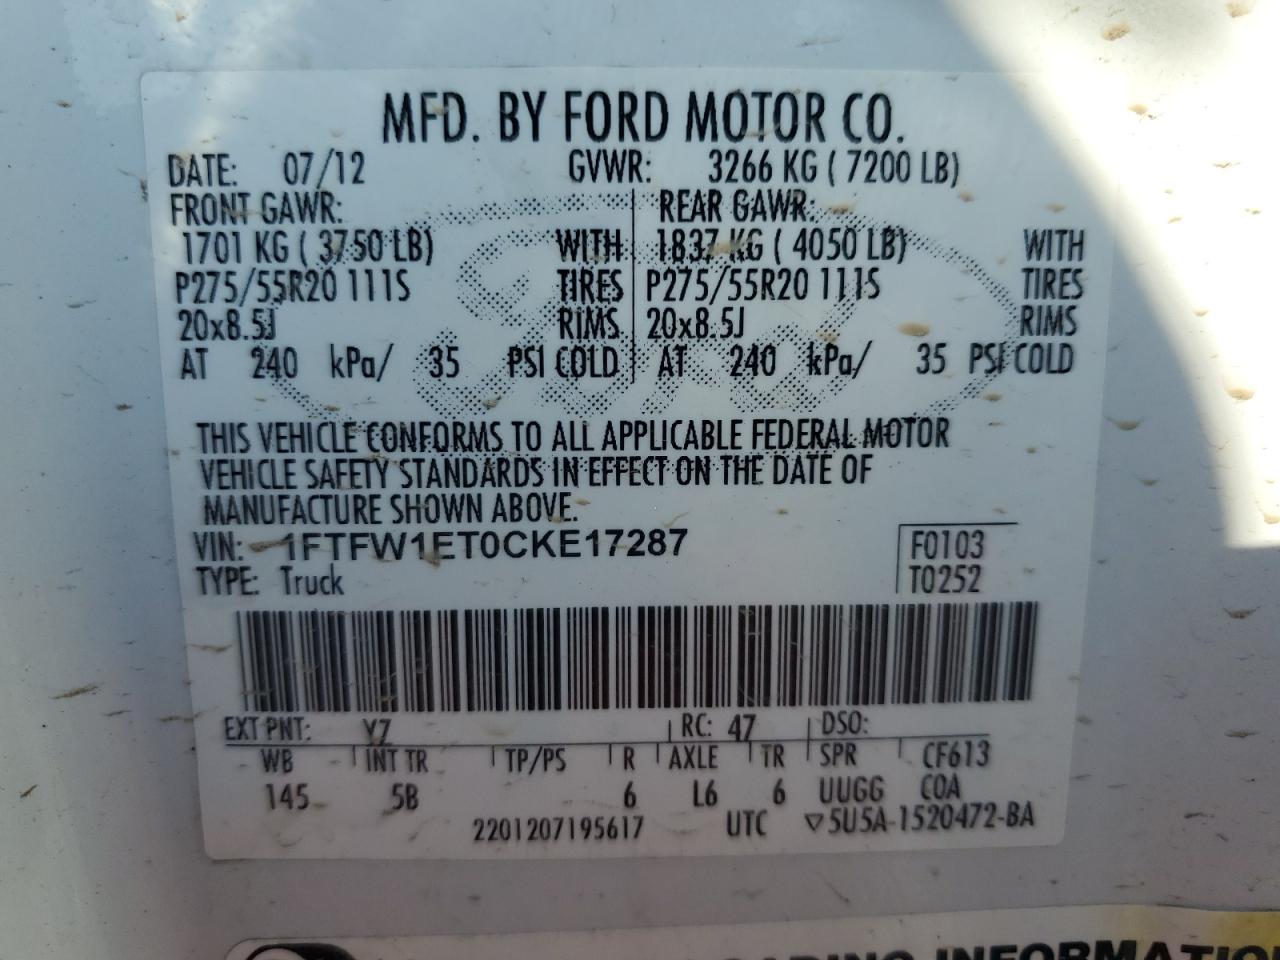 MFD. BY FORD MOTOR CO.
DATE: 07/12 GVWR: 3266 KG ( 7200 LB)
FRONT GAWR: REAR GAWR:
1701 KG ( 3750 LB) WITH 1837 KG ( 4050 LB) WITH
P275/55R20 111S TIRES P275/55R20 111S TIRES
20x8.5J RIMS 20x8.5J RIMS
AT 240 kPa/ 35 PSI COLD AT 240 kPa/ 35 PSI COLD
THIS VEHICLE CONFORMS TO ALL APPLICABLE FEDERAL MOTOR
VEHICLE SAFETY STANDARDS IN EFFECT ON THE DATE OF
MANUFACTURE SHOWN ABOVE.
VIN: 1FTFW1ET0CKE17287 F0103
TYPE: Truck T0252
EXT PNT: YZ RC: 47 DSO:
WB INT TR TP/PS R AXLE TR SPR CF613
145 5B 6 L6 6 UUGG COA
2201207195617 UTC ▽5U5A-1520472-BA
LOADING INFORMATION